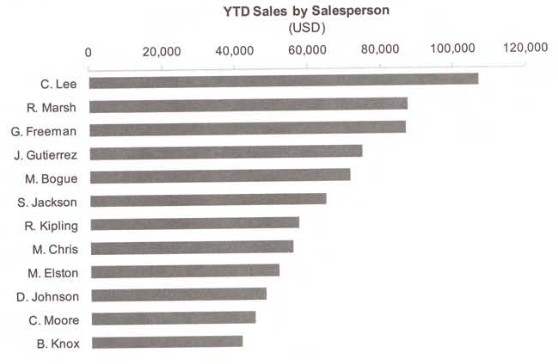 YTD Sales by Salesperson
(USD)
0 20,000 40,000 60,000 80,000 100,000 120,000
C. Lee
R. Marsh
G. Freeman
J. Gutierrez
M. Bogue
S. Jackson
R. Kipling
M. Chris
M. Elston
D. Johnson
C. Moore
B. Knox